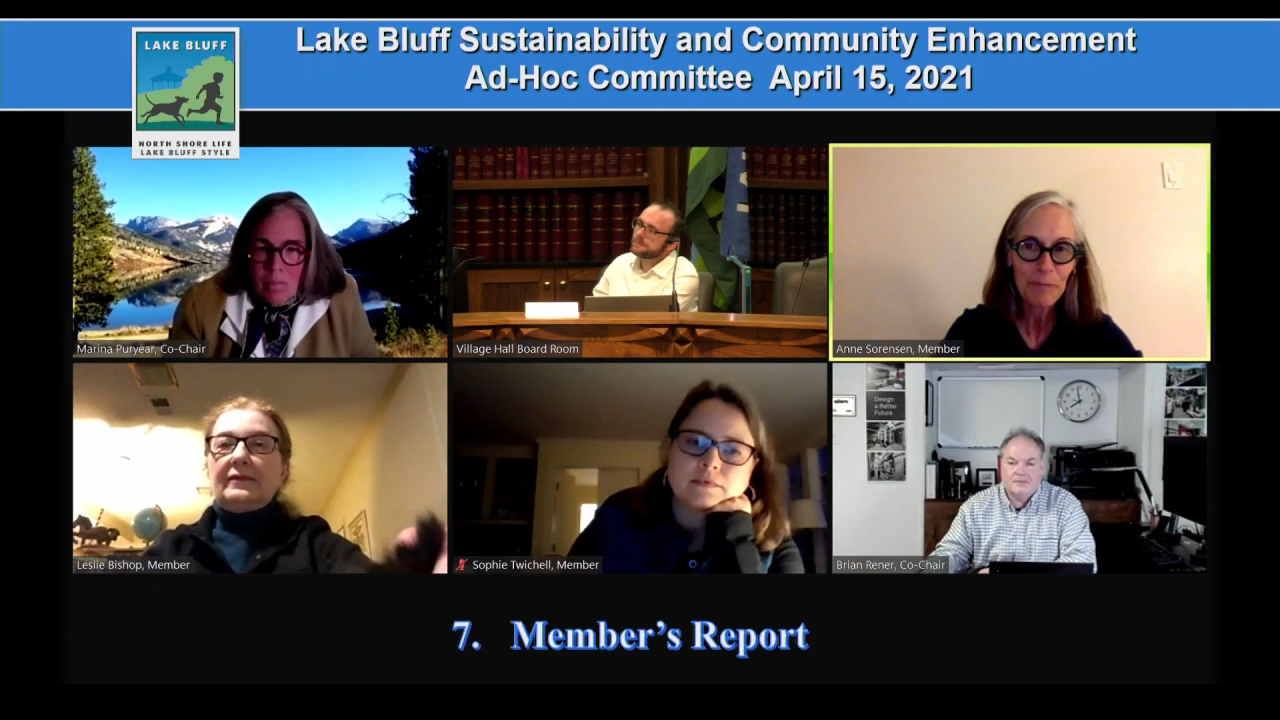 Lake Bluff Sustainability and Community Enhancement
Ad-Hoc Committee April 15, 2021
LAKE BLUFF
NORTH SHORE LIFE
LAKE BLUFF STYLE
Marina Puryear, Co-Chair
Village Hall Board Room
Anne Sorensen, Member
Design
a Better
Future
Leslie Bishop, Member
Sophie Twichell, Member
Brian Rener, Co-Chair
7. Member’s Report